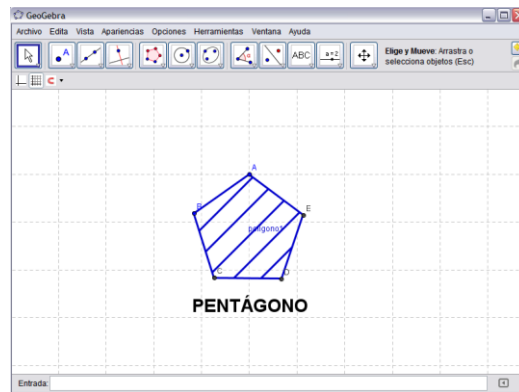 GeoGebra
Archivo Edita Vista Apariencias Opciones Herramientas Ventana Ayuda
A
ABC
a=2
Elige y Mueve: Arrastra o
selecciona objetos (Esc)
A
B
E
polígono1
C
D
PENTÁGONO
Entrada: